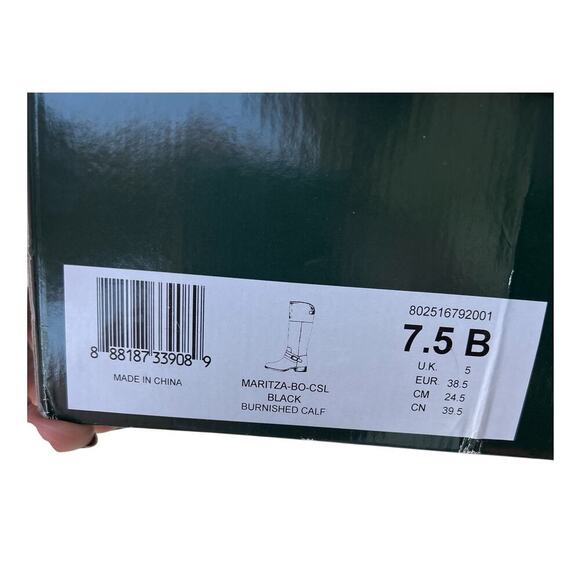 8 88187 33908 9
MADE IN CHINA
MARITZA-BO-CSL
BLACK
BURNISHED CALF
802516792001
7.5 B
U.K. 5
EUR 38.5
CM 24.5
CN 39.5